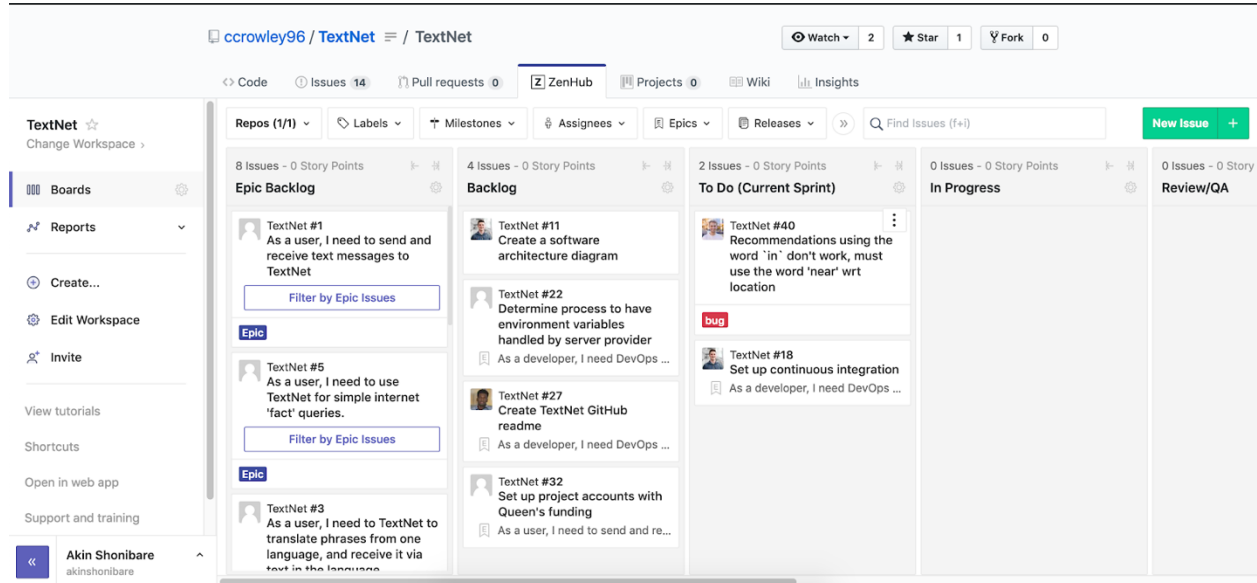 ccrowley96 / TextNet / TextNet
Watch 2 Star 1 Fork 0
Code Issues 14 Pull requests 0 ZenHub Projects 0 Wiki Insights
TextNet
Change Workspace >
Boards
Reports
Create...
Edit Workspace
Invite
View tutorials
Shortcuts
Open in web app
Support and training
Akin Shonibare
akinshonibare
Repos (1/1) Labels Milestones Assignees Epics Releases Find Issues (f+i) New Issue +
8 Issues - 0 Story Points
Epic Backlog
TextNet #1
As a user, I need to send and
receive text messages to
TextNet
Filter by Epic Issues
Epic
TextNet #5
As a user, I need to use
TextNet for simple internet
'fact' queries.
Filter by Epic Issues
Epic
TextNet #3
As a user, I need to TextNet to
translate phrases from one
language, and receive it via
text in the language
4 Issues - 0 Story Points
Backlog
TextNet #11
Create a software
architecture diagram
TextNet #22
Determine process to have
environment variables
handled by server provider
As a developer, I need DevOps ...
TextNet #27
Create TextNet GitHub
readme
As a developer, I need DevOps ...
TextNet #32
Set up project accounts with
Queen's funding
As a user, I need to send and re...
2 Issues - 0 Story Points
To Do (Current Sprint)
TextNet #40
Recommendations using the
word `in` don't work, must
use the word 'near' wrt
location
bug
TextNet #18
Set up continuous integration
As a developer, I need DevOps ...
0 Issues - 0 Story Points
In Progress
0 Issues - 0 Story
Review/QA